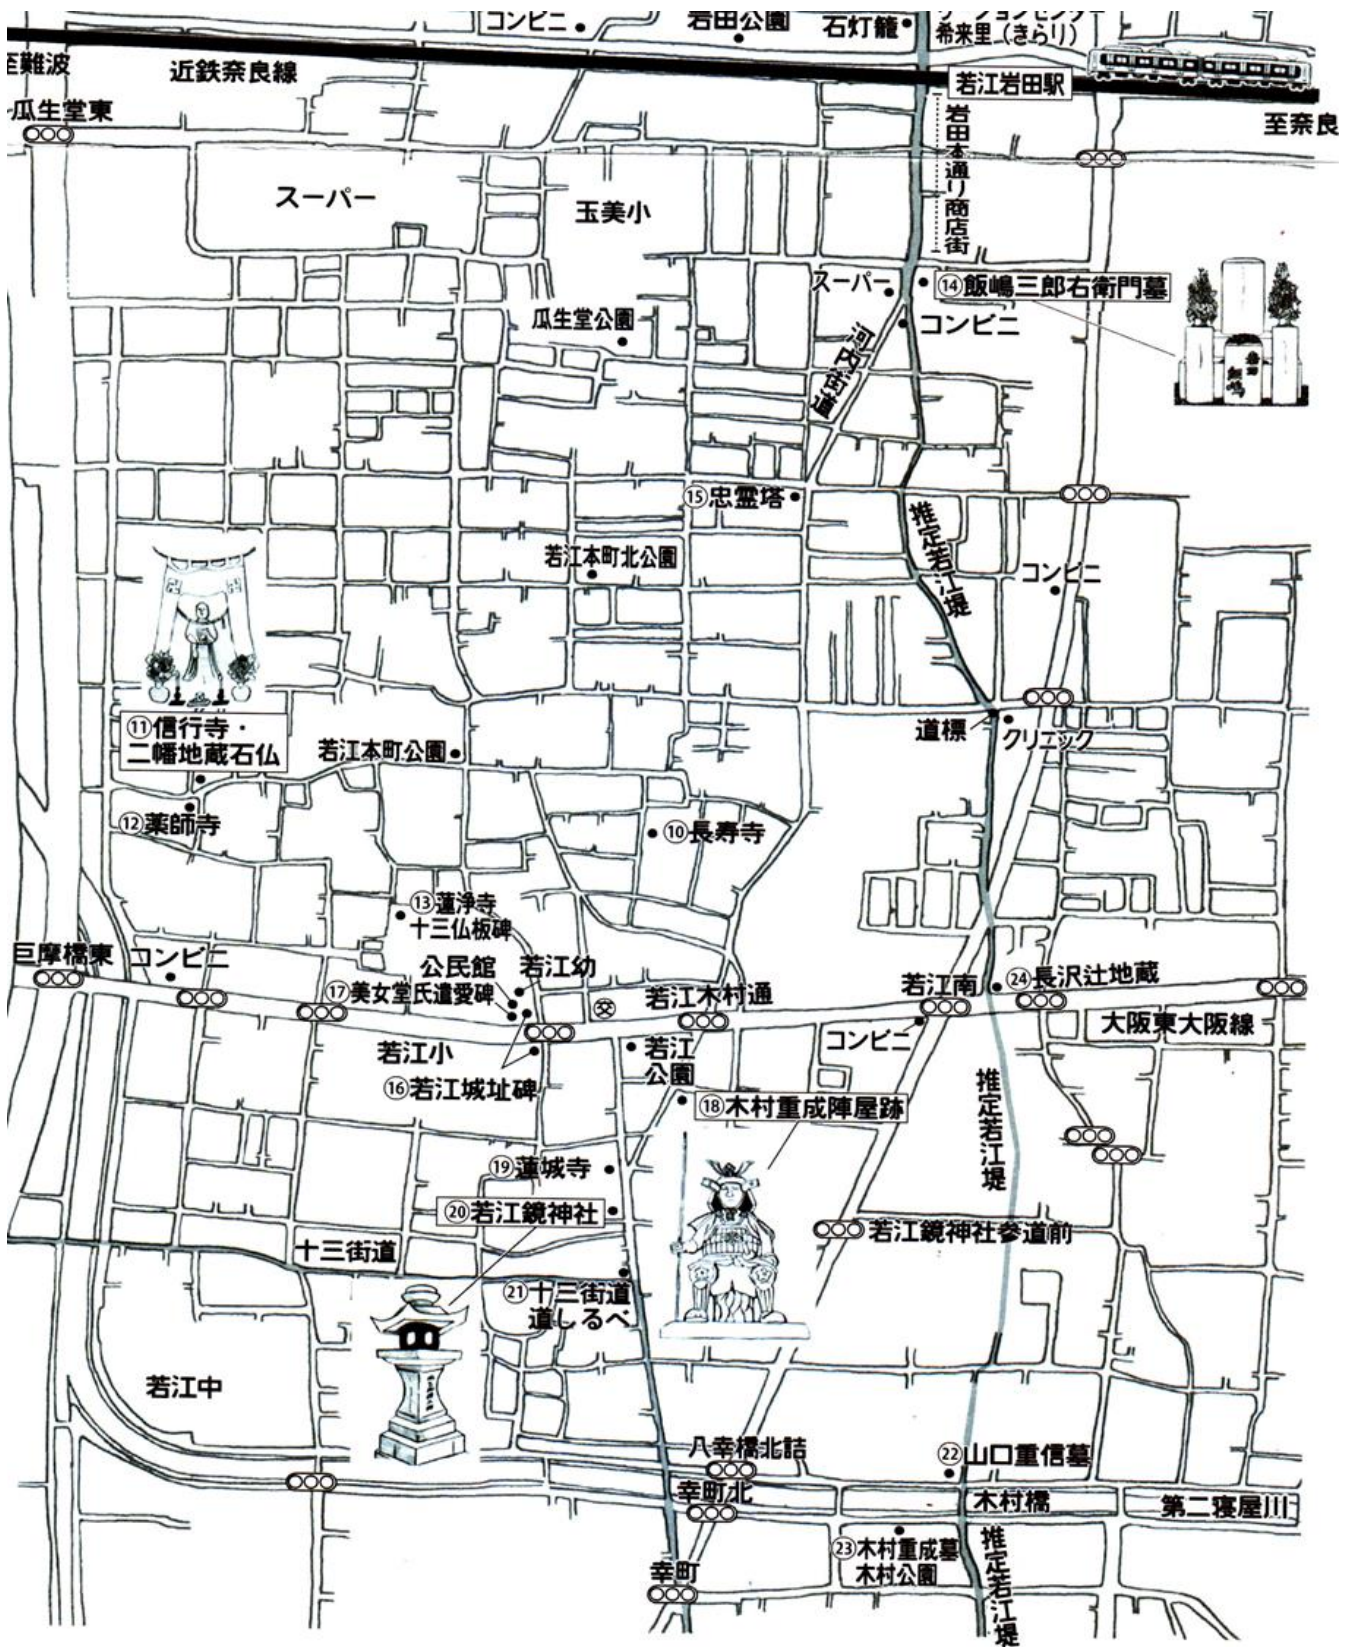 コンビニ
岩田公園
石灯籠
希来里(きらり)
至難波
近鉄奈良線
若江岩田駅
瓜生堂東
岩田本通り商店街
至奈良
スーパー
玉美小
スーパー
⑭飯嶋三郎右衛門墓
瓜生堂公園
コンビニ
河内街道
⑮忠霊塔
推定若江堤
若江本町北公園
コンビニ
⑪信行寺・
二幡地蔵石仏
若江本町公園
道標
クリニック
⑫薬師寺
⑩長寿寺
⑬蓮浄寺
十三仏板碑
巨摩橋東
コンビニ
公民館
若江幼
⑰美女堂氏遺愛碑
若江木村通
若江南
㉔長沢辻地蔵
大阪東大阪線
コンビニ
若江小
若江
公園
⑯若江城址碑
⑱木村重成陣屋跡
推定若江堤
⑲蓮城寺
⑳若江鏡神社
若江鏡神社参道前
十三街道
㉑十三街道
道しるべ
若江中
八幸橋北詰
㉒山口重信墓
幸町北
木村橋
第二寝屋川
㉓木村重成墓
木村公園
推定若江堤
幸町